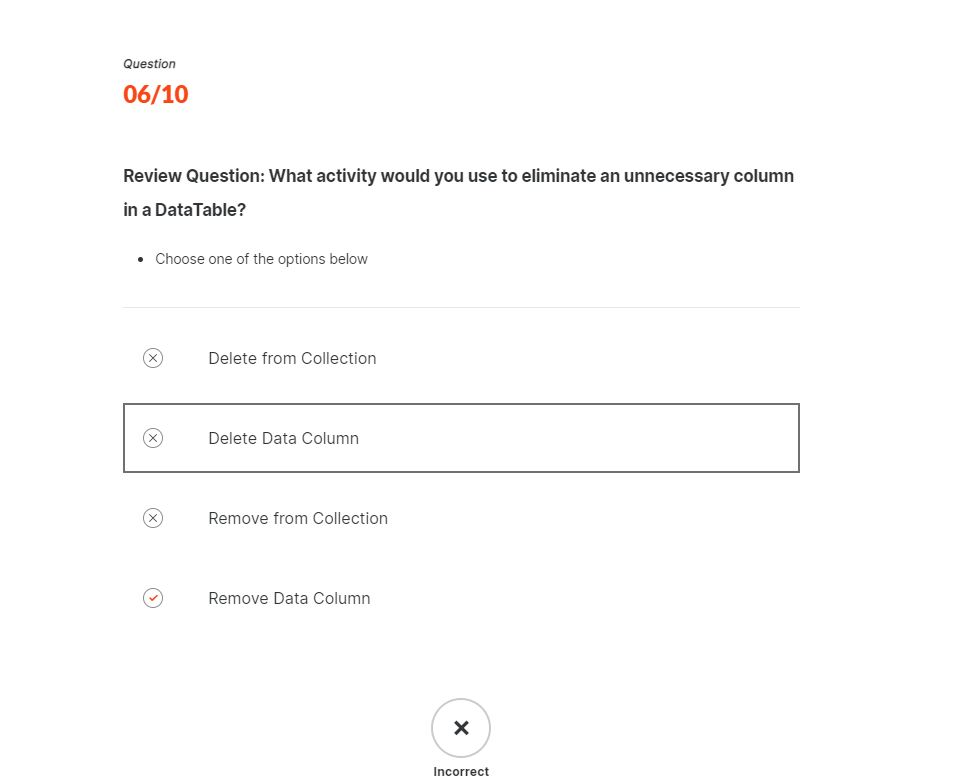 Question
06/10
Review Question: What activity would you use to eliminate an unnecessary column
in a DataTable?
• Choose one of the options below
Delete from Collection
Delete Data Column
Remove from Collection
Remove Data Column
Incorrect